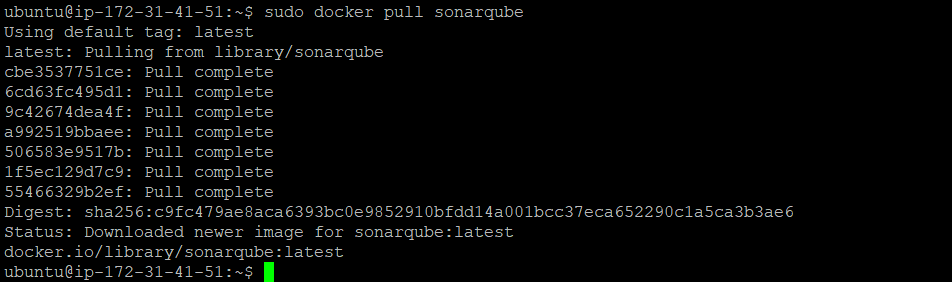 ubuntu@ip-172-31-41-51:~$ sudo docker pull sonarqube
Using default tag: latest
latest: Pulling from library/sonarqube
cbe3537751ce: Pull complete
6cd63fc495d1: Pull complete
9c42674dea4f: Pull complete
a992519bbaee: Pull complete
506583e9517b: Pull complete
1f5ec129d7c9: Pull complete
55466329b2ef: Pull complete
Digest: sha256:c9fc479ae8aca6393bc0e9852910bfdd14a001bcc37eca652290c1a5ca3b3ae6
Status: Downloaded newer image for sonarqube:latest
docker.io/library/sonarqube:latest
ubuntu@ip-172-31-41-51:~$